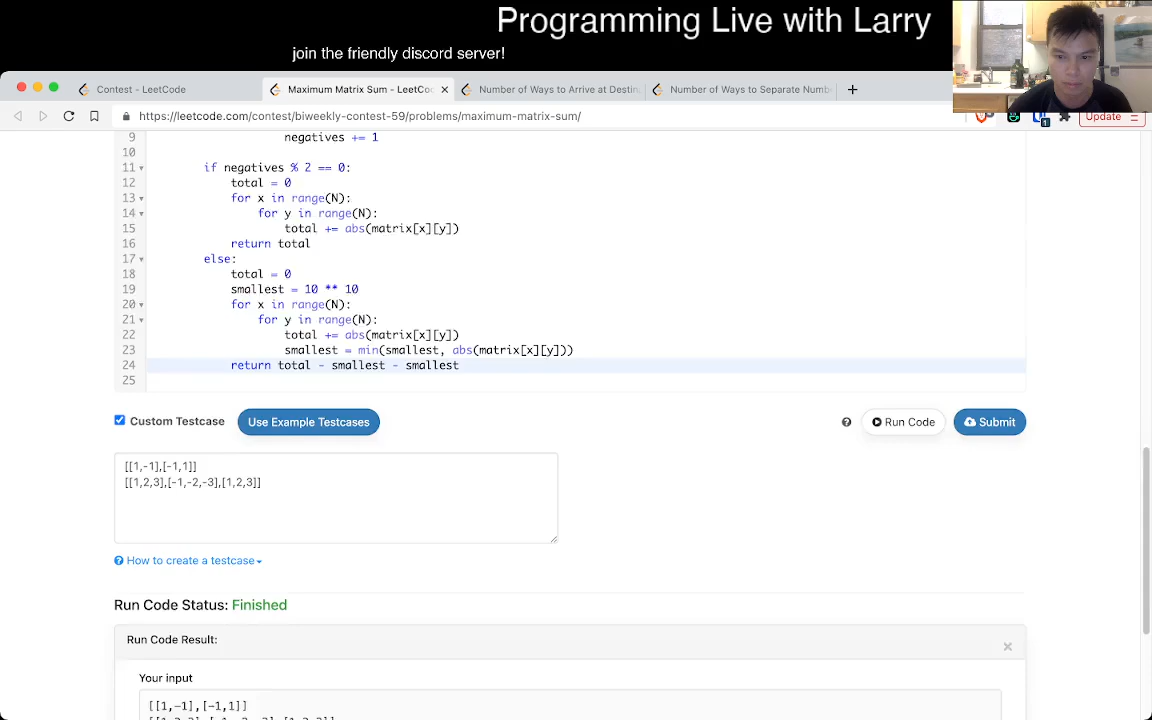 Programming Live with Larry
join the friendly discord server!
Contest - LeetCode
Maximum Matrix Sum - LeetCo
Number of Ways to Arrive at Destin
Number of Ways to Separate Numb
https://leetcode.com/contest/biweekly-contest-59/problems/maximum-matrix-sum/
Update
9 negatives += 1
10
11 if negatives % 2 == 0:
12 total = 0
13 for x in range(N):
14 for y in range(N):
15 total += abs(matrix[x][y])
16 return total
17 else:
18 total = 0
19 smallest = 10 ** 10
20 for x in range(N):
21 for y in range(N):
22 total += abs(matrix[x][y])
23 smallest = min(smallest, abs(matrix[x][y]))
24 return total - smallest - smallest
25
Custom Testcase
Use Example Testcases
Run Code
Submit
[[1,-1],[-1,1]]
[[1,2,3],[-1,-2,-3],[1,2,3]]
How to create a testcase
Run Code Status: Finished
Run Code Result:
Your input
[[1,-1],[-1,1]]